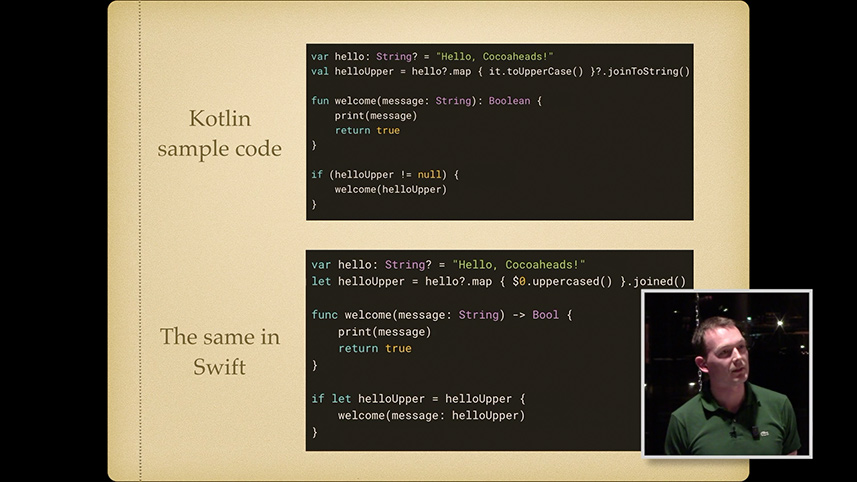 Kotlin
sample code
var hello: String? = "Hello, Cocoaheads!"
val helloUpper = hello?.map { it.toUpperCase() }?.joinToString()
fun welcome(message: String): Boolean {
    print(message)
    return true
}
if (helloUpper != null) {
    welcome(helloUpper)
}
The same in
Swift
var hello: String? = "Hello, Cocoaheads!"
let helloUpper = hello?.map { $0.uppercased() }.joined()
func welcome(message: String) -> Bool {
    print(message)
    return true
}
if let helloUpper = helloUpper {
    welcome(message: helloUpper)
}